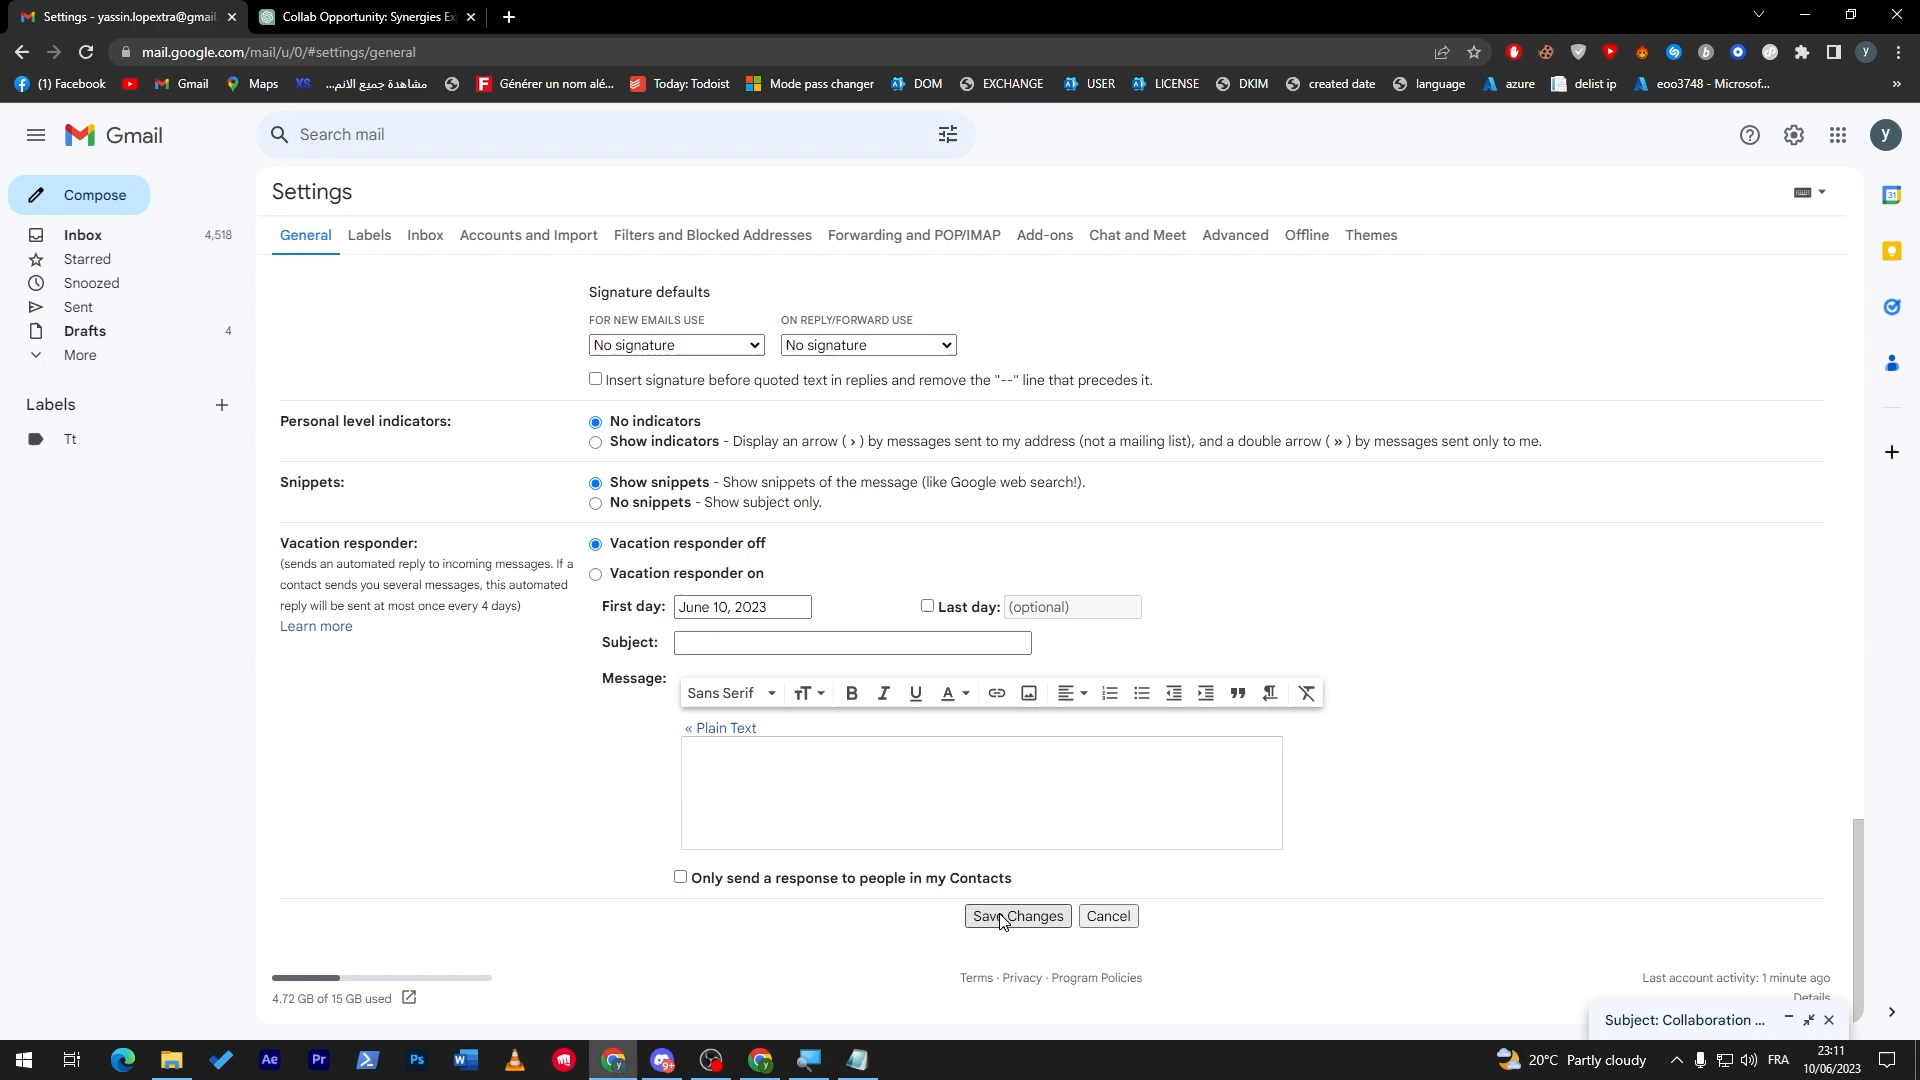 Settings - yassin.lopextra@gmail.
Collab Opportunity: Synergies Ex
mail.google.com/mail/u/0/#settings/general
(1) Facebook
Gmail
Maps
مشاهدة جميع الانم...
Générer un nom alé...
Today: Todoist
Mode pass changer
DOM
EXCHANGE
USER
LICENSE
DKIM
created date
language
azure
delist ip
eoo3748 - Microsof...
»
Gmail
Search mail
y
Compose
Inbox 4,518
Starred
Snoozed
Sent
Drafts 4
More
Labels
Tt
Settings
General Labels Inbox Accounts and Import Filters and Blocked Addresses Forwarding and POP/IMAP Add-ons Chat and Meet Advanced Offline Themes
Signature defaults
FOR NEW EMAILS USE ON REPLY/FORWARD USE
No signature No signature
Insert signature before quoted text in replies and remove the "--" line that precedes it.
Personal level indicators:
No indicators
Show indicators - Display an arrow ( › ) by messages sent to my address (not a mailing list), and a double arrow ( » ) by messages sent only to me.
Snippets:
Show snippets - Show snippets of the message (like Google web search!).
No snippets - Show subject only.
Vacation responder:
(sends an automated reply to incoming messages. If a
contact sends you several messages, this automated
reply will be sent at most once every 4 days)
Learn more
Vacation responder off
Vacation responder on
First day: June 10, 2023 Last day: (optional)
Subject:
Message:
Sans Serif
« Plain Text
Only send a response to people in my Contacts
Save Changes Cancel
4.72 GB of 15 GB used
Terms · Privacy · Program Policies
Last account activity: 1 minute ago
Details
Subject: Collaboration ...
20°C Partly cloudy
FRA
23:11
10/06/2023